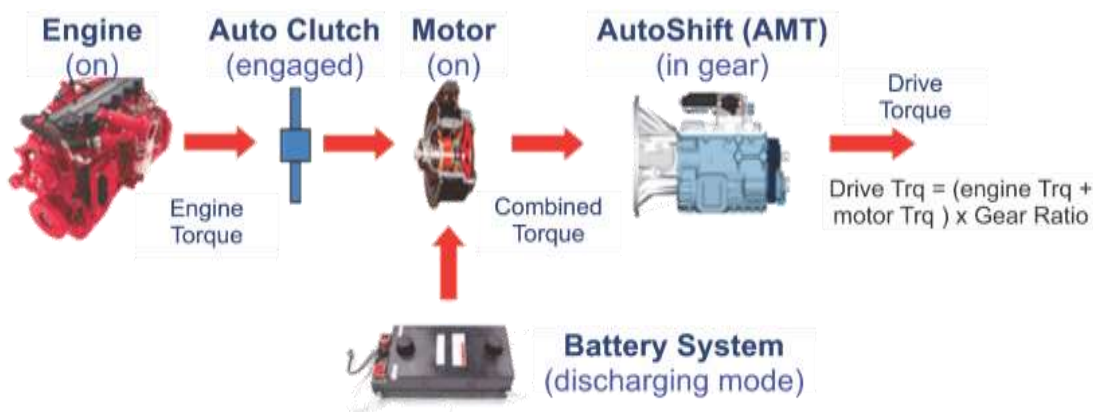 Engine
(on)
Auto Clutch
(engaged)
Motor
(on)
AutoShift (AMT)
(in gear)
Drive
Torque
Engine
Torque
Combined
Torque
Drive Trq = (engine Trq +
motor Trq ) x Gear Ratio
Battery System
(discharging mode)